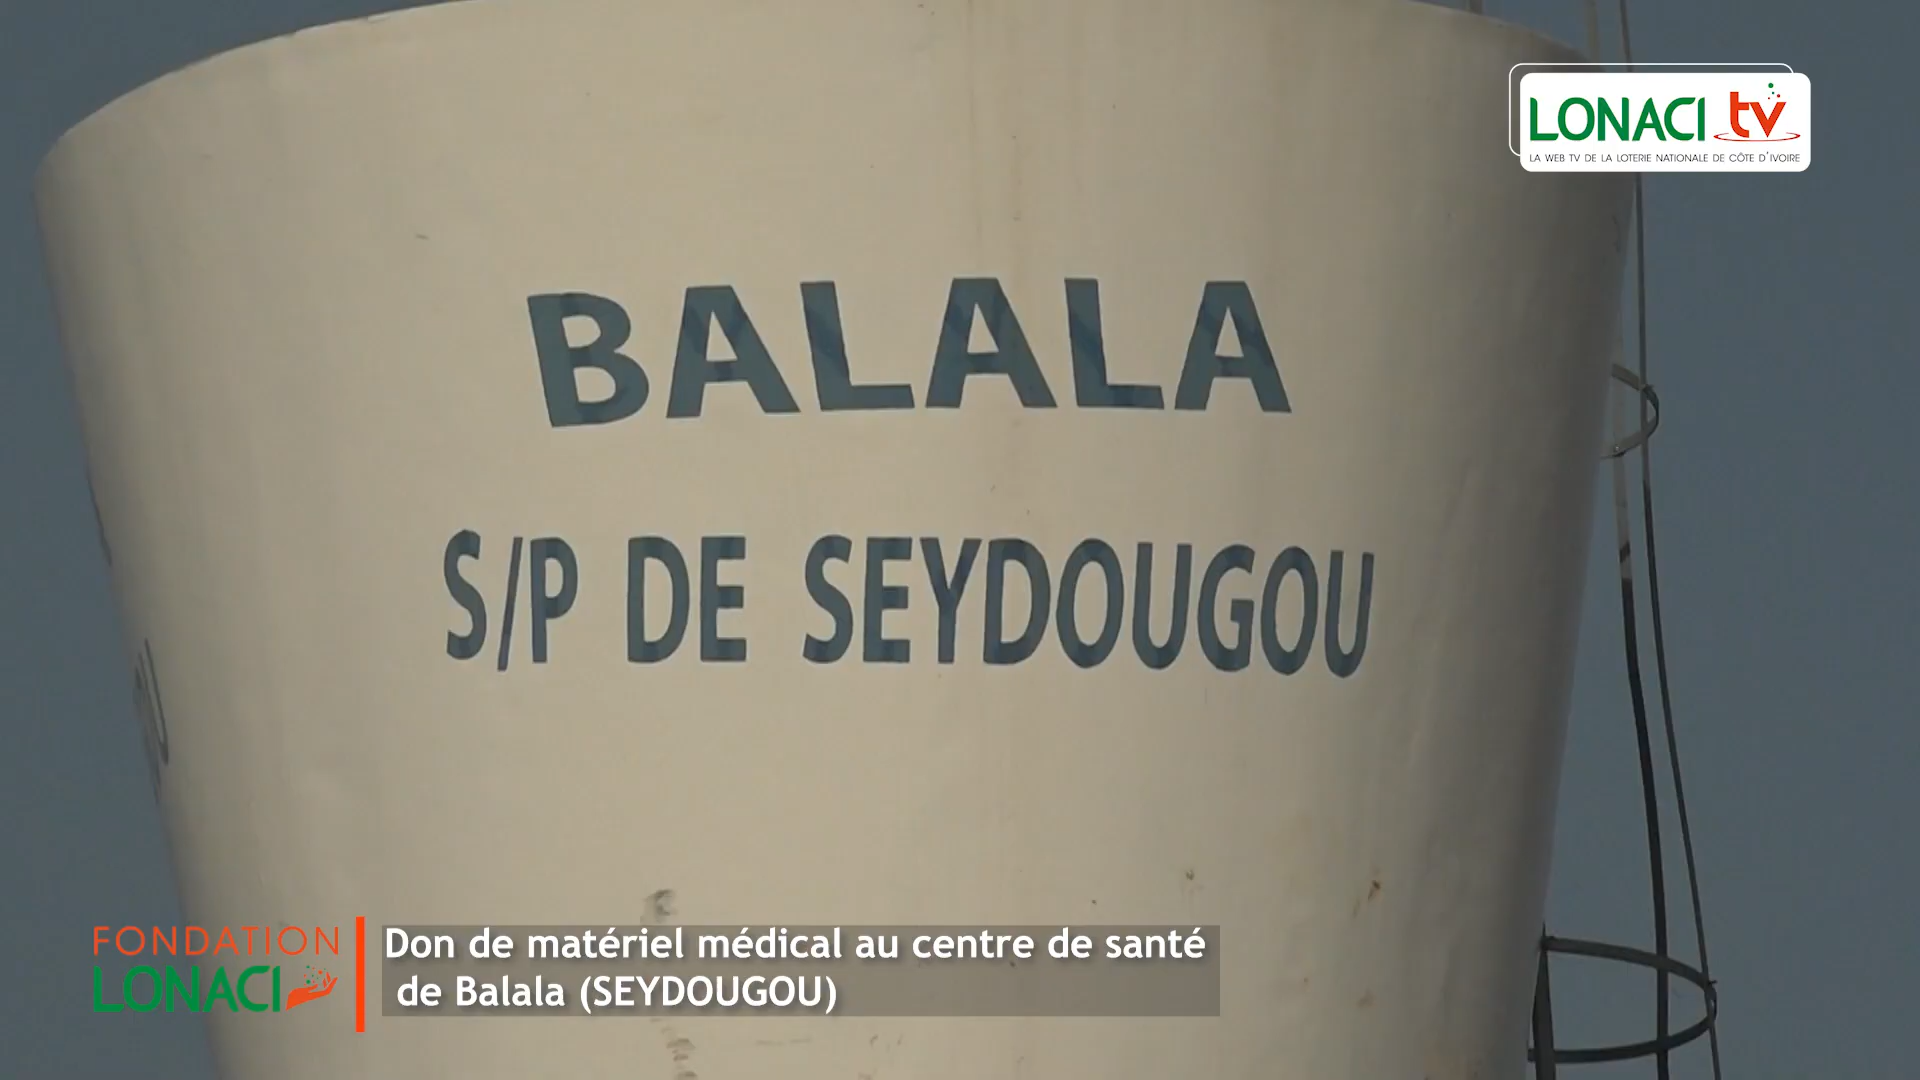 LONACI tv
LA WEB TV DE LA LOTERIE NATIONALE DE CÔTE D'IVOIRE
BALALA
S/P DE SEYDOUGOU
FONDATION
LONACI
Don de matériel médical au centre de santé
de Balala (SEYDOUGOU)